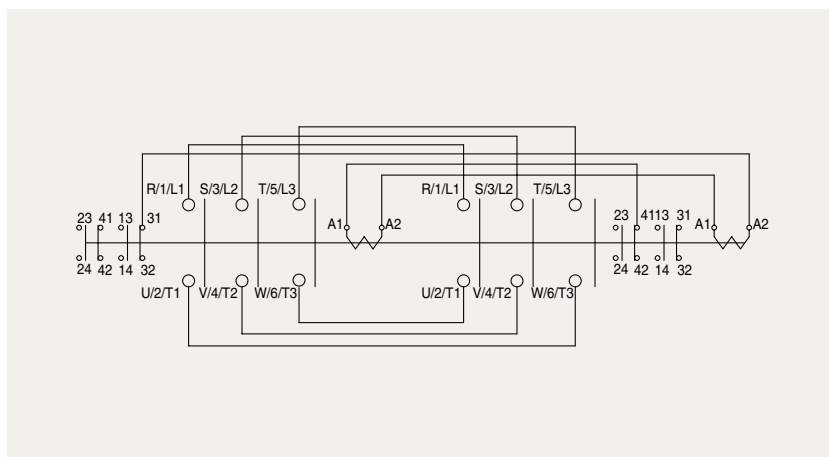 R/1/L1 S/3/L2 T/5/L3 R/1/L1 S/3/L2 T/5/L3
23 41 13 31 A1 A2 23 4113 31 A1 A2
24 42 14 32 24 42 14 32
U/2/T1 V/4/T2 W/6/T3 U/2/T1 V/4/T2 W/6/T3